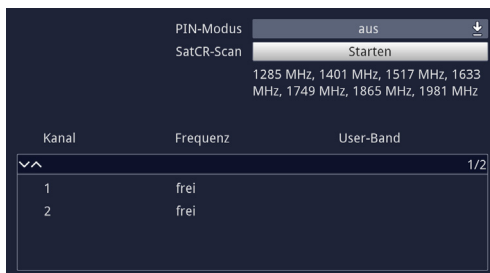 PIN-Modus aus
SatCR-Scan Starten
1285 MHz, 1401 MHz, 1517 MHz, 1633
MHz, 1749 MHz, 1865 MHz, 1981 MHz
Kanal Frequenz User-Band
1/2
1 frei
2 frei